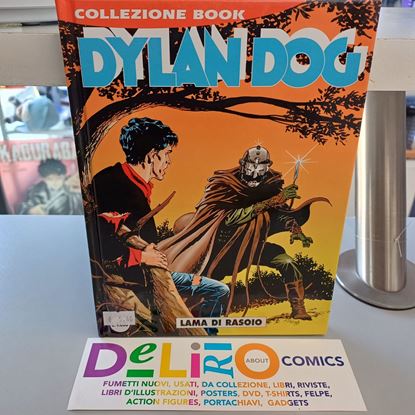 COLLEZIONE BOOK
DYLAN DOG
LAMA DI RASOIO
DeLiRiO ABOUT COMICS
FUMETTI NUOVI, USATI, DA COLLEZIONE, LIBRI, RIVISTE,
LIBRI D'ILLUSTRAZIONI, POSTERS, DVD, T-SHIRTS, FELPE,
ACTION FIGURES, PORTACHIAVI, GADGETS